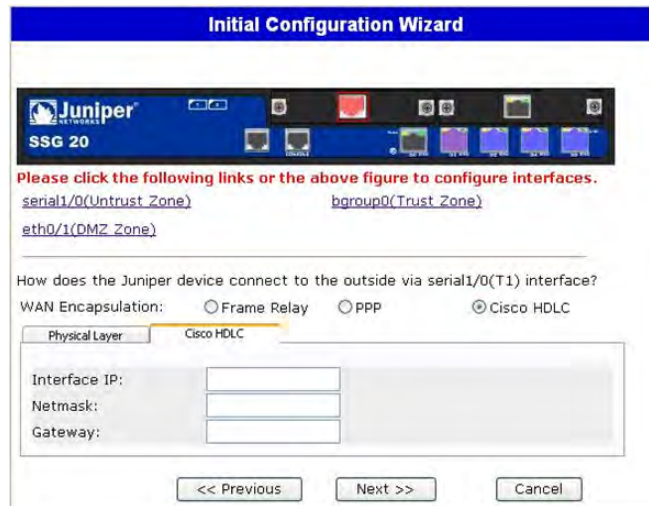 Initial Configuration Wizard
Juniper
NETWORKS
SSG 20
CONSOLE
Please click the following links or the above figure to configure interfaces.
serial1/0(Untrust Zone) bgroup0(Trust Zone)
eth0/1(DMZ Zone)
How does the Juniper device connect to the outside via serial1/0(T1) interface?
WAN Encapsulation: Frame Relay PPP Cisco HDLC
Physical Layer Cisco HDLC
Interface IP:
Netmask:
Gateway:
<< Previous Next >> Cancel